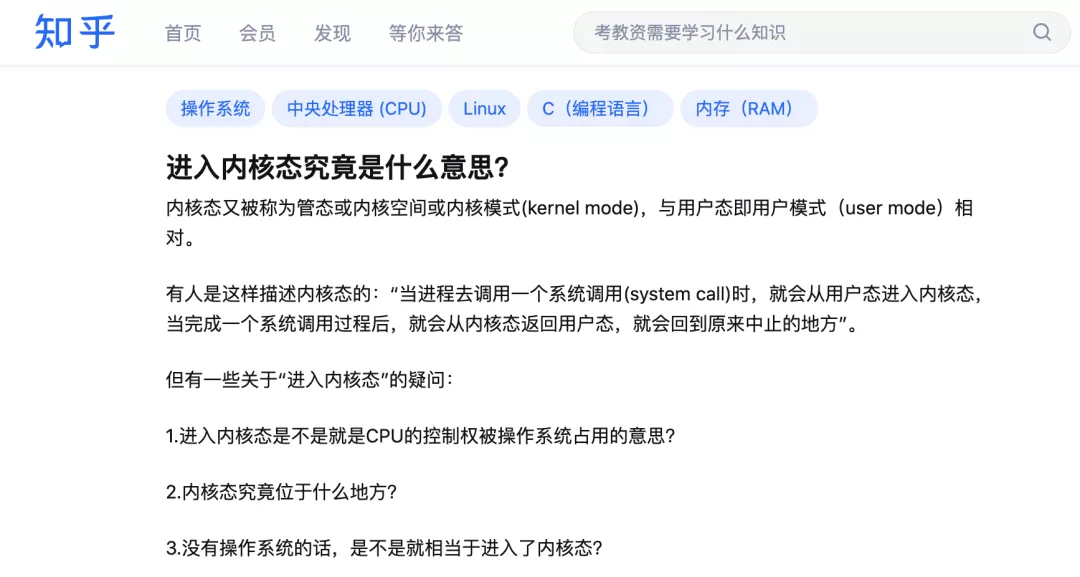 知乎 首页 会员 发现 等你来答 考教资需要学习什么知识
操作系统 中央处理器 (CPU) Linux C（编程语言） 内存（RAM）
进入内核态究竟是什么意思？
内核态又被称为管态或内核空间或内核模式(kernel mode)，与用户态即用户模式（user mode）相
对。
有人是这样描述内核态的：“当进程去调用一个系统调用(system call)时，就会从用户态进入内核态，
当完成一个系统调用过程后，就会从内核态返回用户态，就会回到原来中止的地方”。
但有一些关于“进入内核态”的疑问：
1.进入内核态是不是就是CPU的控制权被操作系统占用的意思？
2.内核态究竟位于什么地方？
3.没有操作系统的话，是不是就相当于进入了内核态？